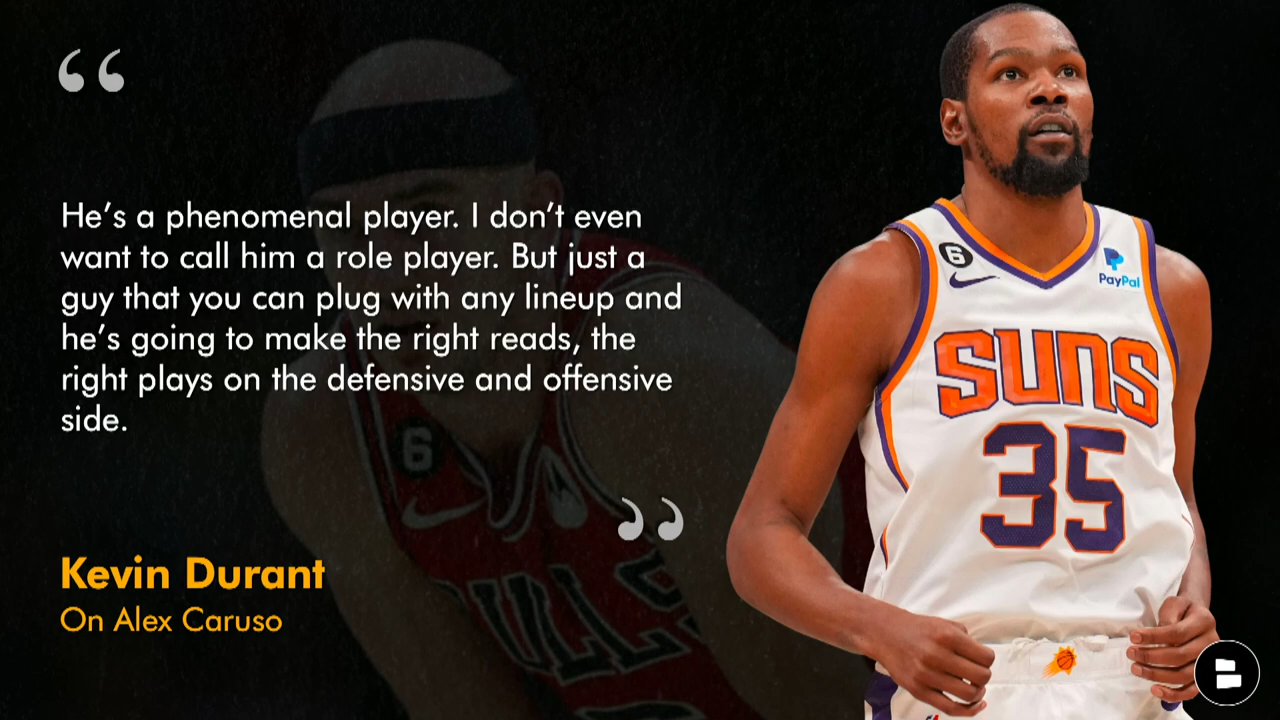 “
He’s a phenomenal player. I don’t even
want to call him a role player. But just a
guy that you can plug with any lineup and
he’s going to make the right reads, the
right plays on the defensive and offensive
side.
”
Kevin Durant
On Alex Caruso
6
PayPal
SUNS
35
6
BULLS